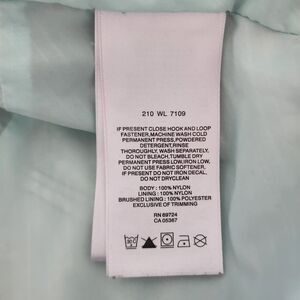 210 WL 7109
IF PRESENT CLOSE HOOK AND LOOP
FASTENER,MACHINE WASH COLD
PERMANENT PRESS,POWDERED
DETERGENT,RINSE
THOROUGHLY, WASH SEPARATELY,
DO NOT BLEACH,TUMBLE DRY
PERMANENT PRESS LOW,IRON LOW,
DO NOT USE FABRIC SOFTENER,
IF PRESENT DO NOT IRON DECAL,
DO NOT DRYCLEAN
BODY : 100% NYLON
LINING : 100% NYLON
BRUSHED LINING : 100% POLYESTER
EXCLUSIVE OF TRIMMING
RN 69724
CA 05367